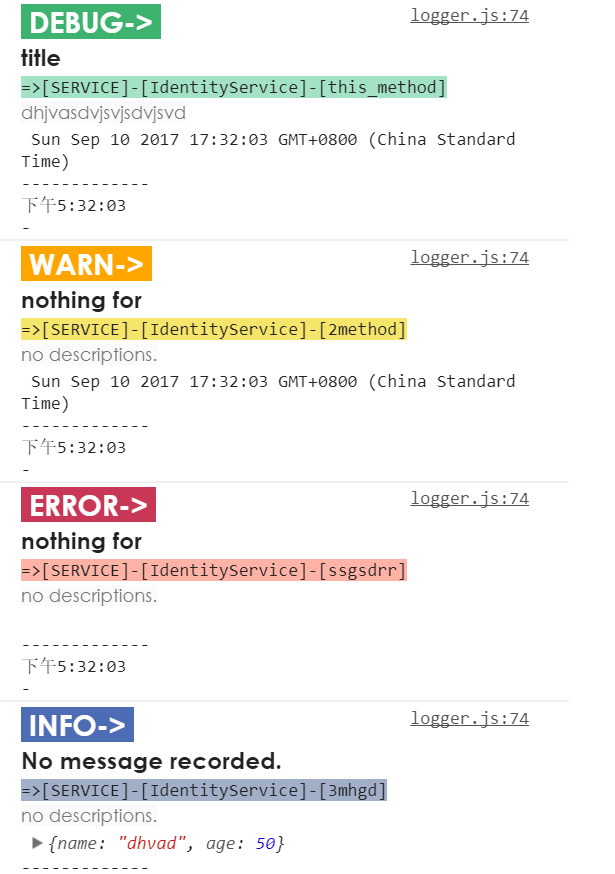 DEBUG-> logger.js:74
title
=>[SERVICE]-[IdentityService]-[this_method]
dhjvasdvjsvjsdvjsvd
Sun Sep 10 2017 17:32:03 GMT+0800 (China Standard
Time)
-------------
下午5:32:03
-
WARN-> logger.js:74
nothing for
=>[SERVICE]-[IdentityService]-[2method]
no descriptions.
Sun Sep 10 2017 17:32:03 GMT+0800 (China Standard
Time)
-------------
下午5:32:03
-
ERROR-> logger.js:74
nothing for
=>[SERVICE]-[IdentityService]-[ssgsdrr]
no descriptions.
-------------
下午5:32:03
-
INFO-> logger.js:74
No message recorded.
=>[SERVICE]-[IdentityService]-[3mhgd]
no descriptions.
▶{name: "dhvad", age: 50}
-------------